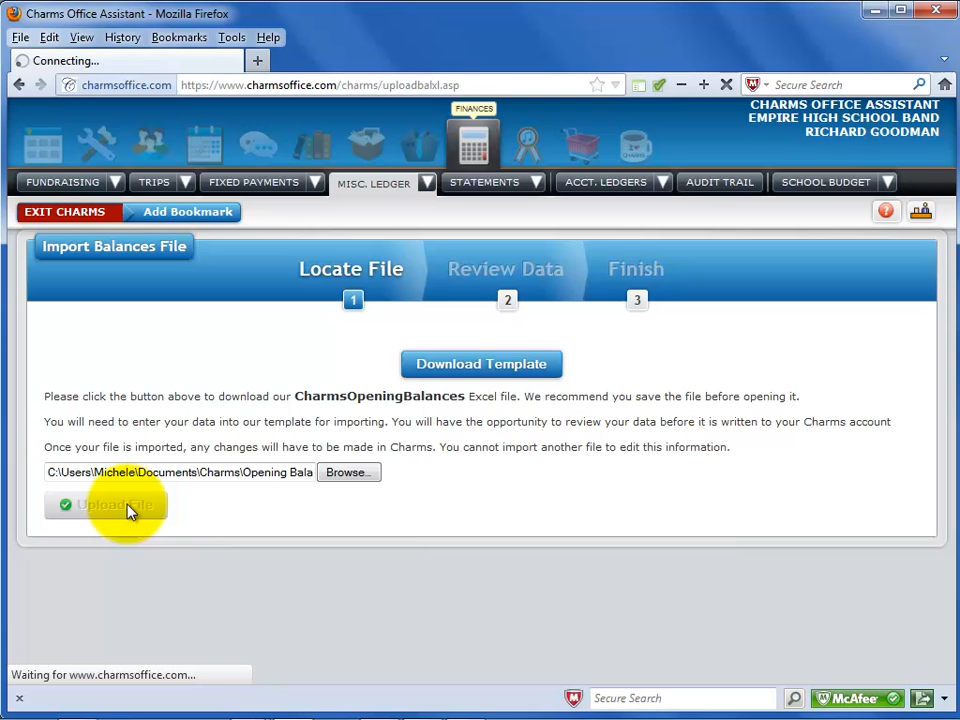 Charms Office Assistant - Mozilla Firefox
File Edit View History Bookmarks Tools Help
Connecting...
charmsoffice.com https://www.charmsoffice.com/charms/uploadbalxl.asp Secure Search
FINANCES
CHARMS OFFICE ASSISTANT
EMPIRE HIGH SCHOOL BAND
RICHARD GOODMAN
FUNDRAISING TRIPS FIXED PAYMENTS MISC. LEDGER STATEMENTS ACCT. LEDGERS AUDIT TRAIL SCHOOL BUDGET
EXIT CHARMS Add Bookmark ?
Import Balances File
Locate File Review Data Finish
1 2 3
Download Template
Please click the button above to download our CharmsOpeningBalances Excel file. We recommend you save the file before opening it.
You will need to enter your data into our template for importing. You will have the opportunity to review your data before it is written to your Charms account
Once your file is imported, any changes will have to be made in Charms. You cannot import another file to edit this information.
C:\Users\Michele\Documents\Charms\Opening Bala Browse...
Upload File
Waiting for www.charmsoffice.com...
x Secure Search McAfee